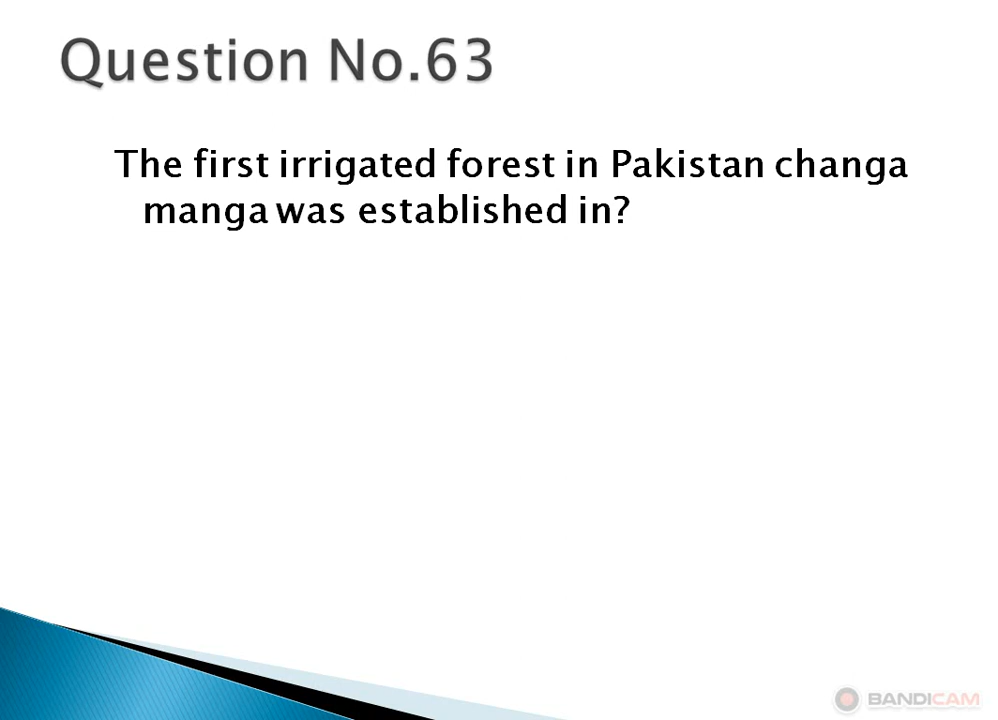 Question No.63
The first irrigated forest in Pakistan changa
manga was established in?
BANDICAM